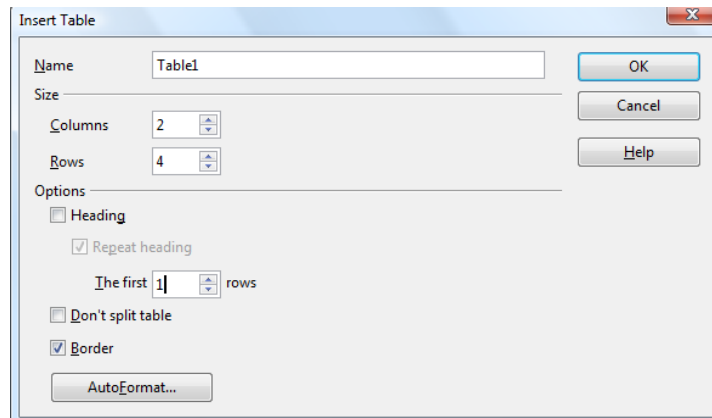 Insert Table
Name Table1 OK
Size Cancel
Columns 2
Rows 4 Help
Options
Heading
Repeat heading
The first 1 rows
Don't split table
Border
AutoFormat...